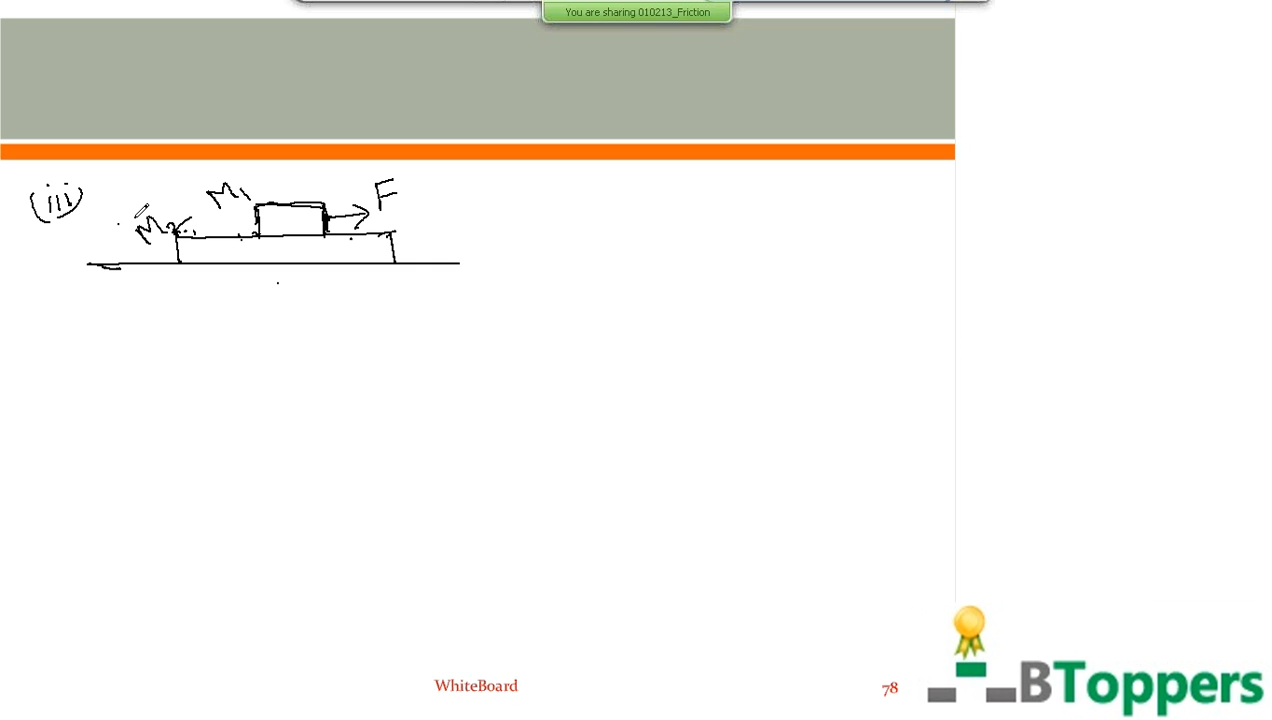 You are sharing 010213_Friction
(iii)
M1
F
M2
WhiteBoard
78
BToppers